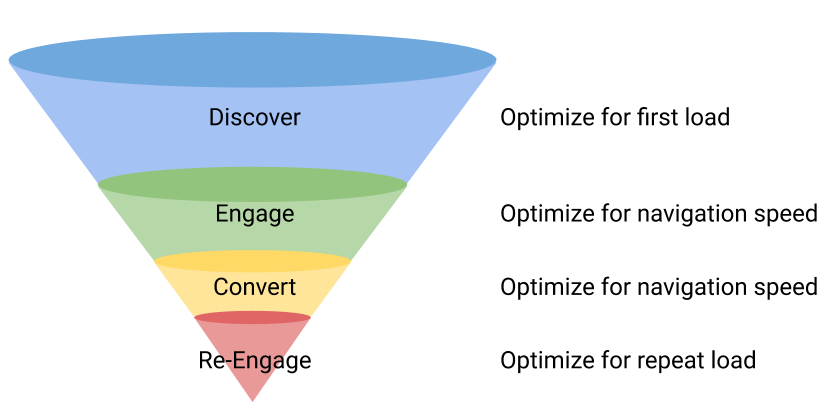 Discover
Optimize for first load
Engage
Optimize for navigation speed
Convert
Optimize for navigation speed
Re-Engage
Optimize for repeat load